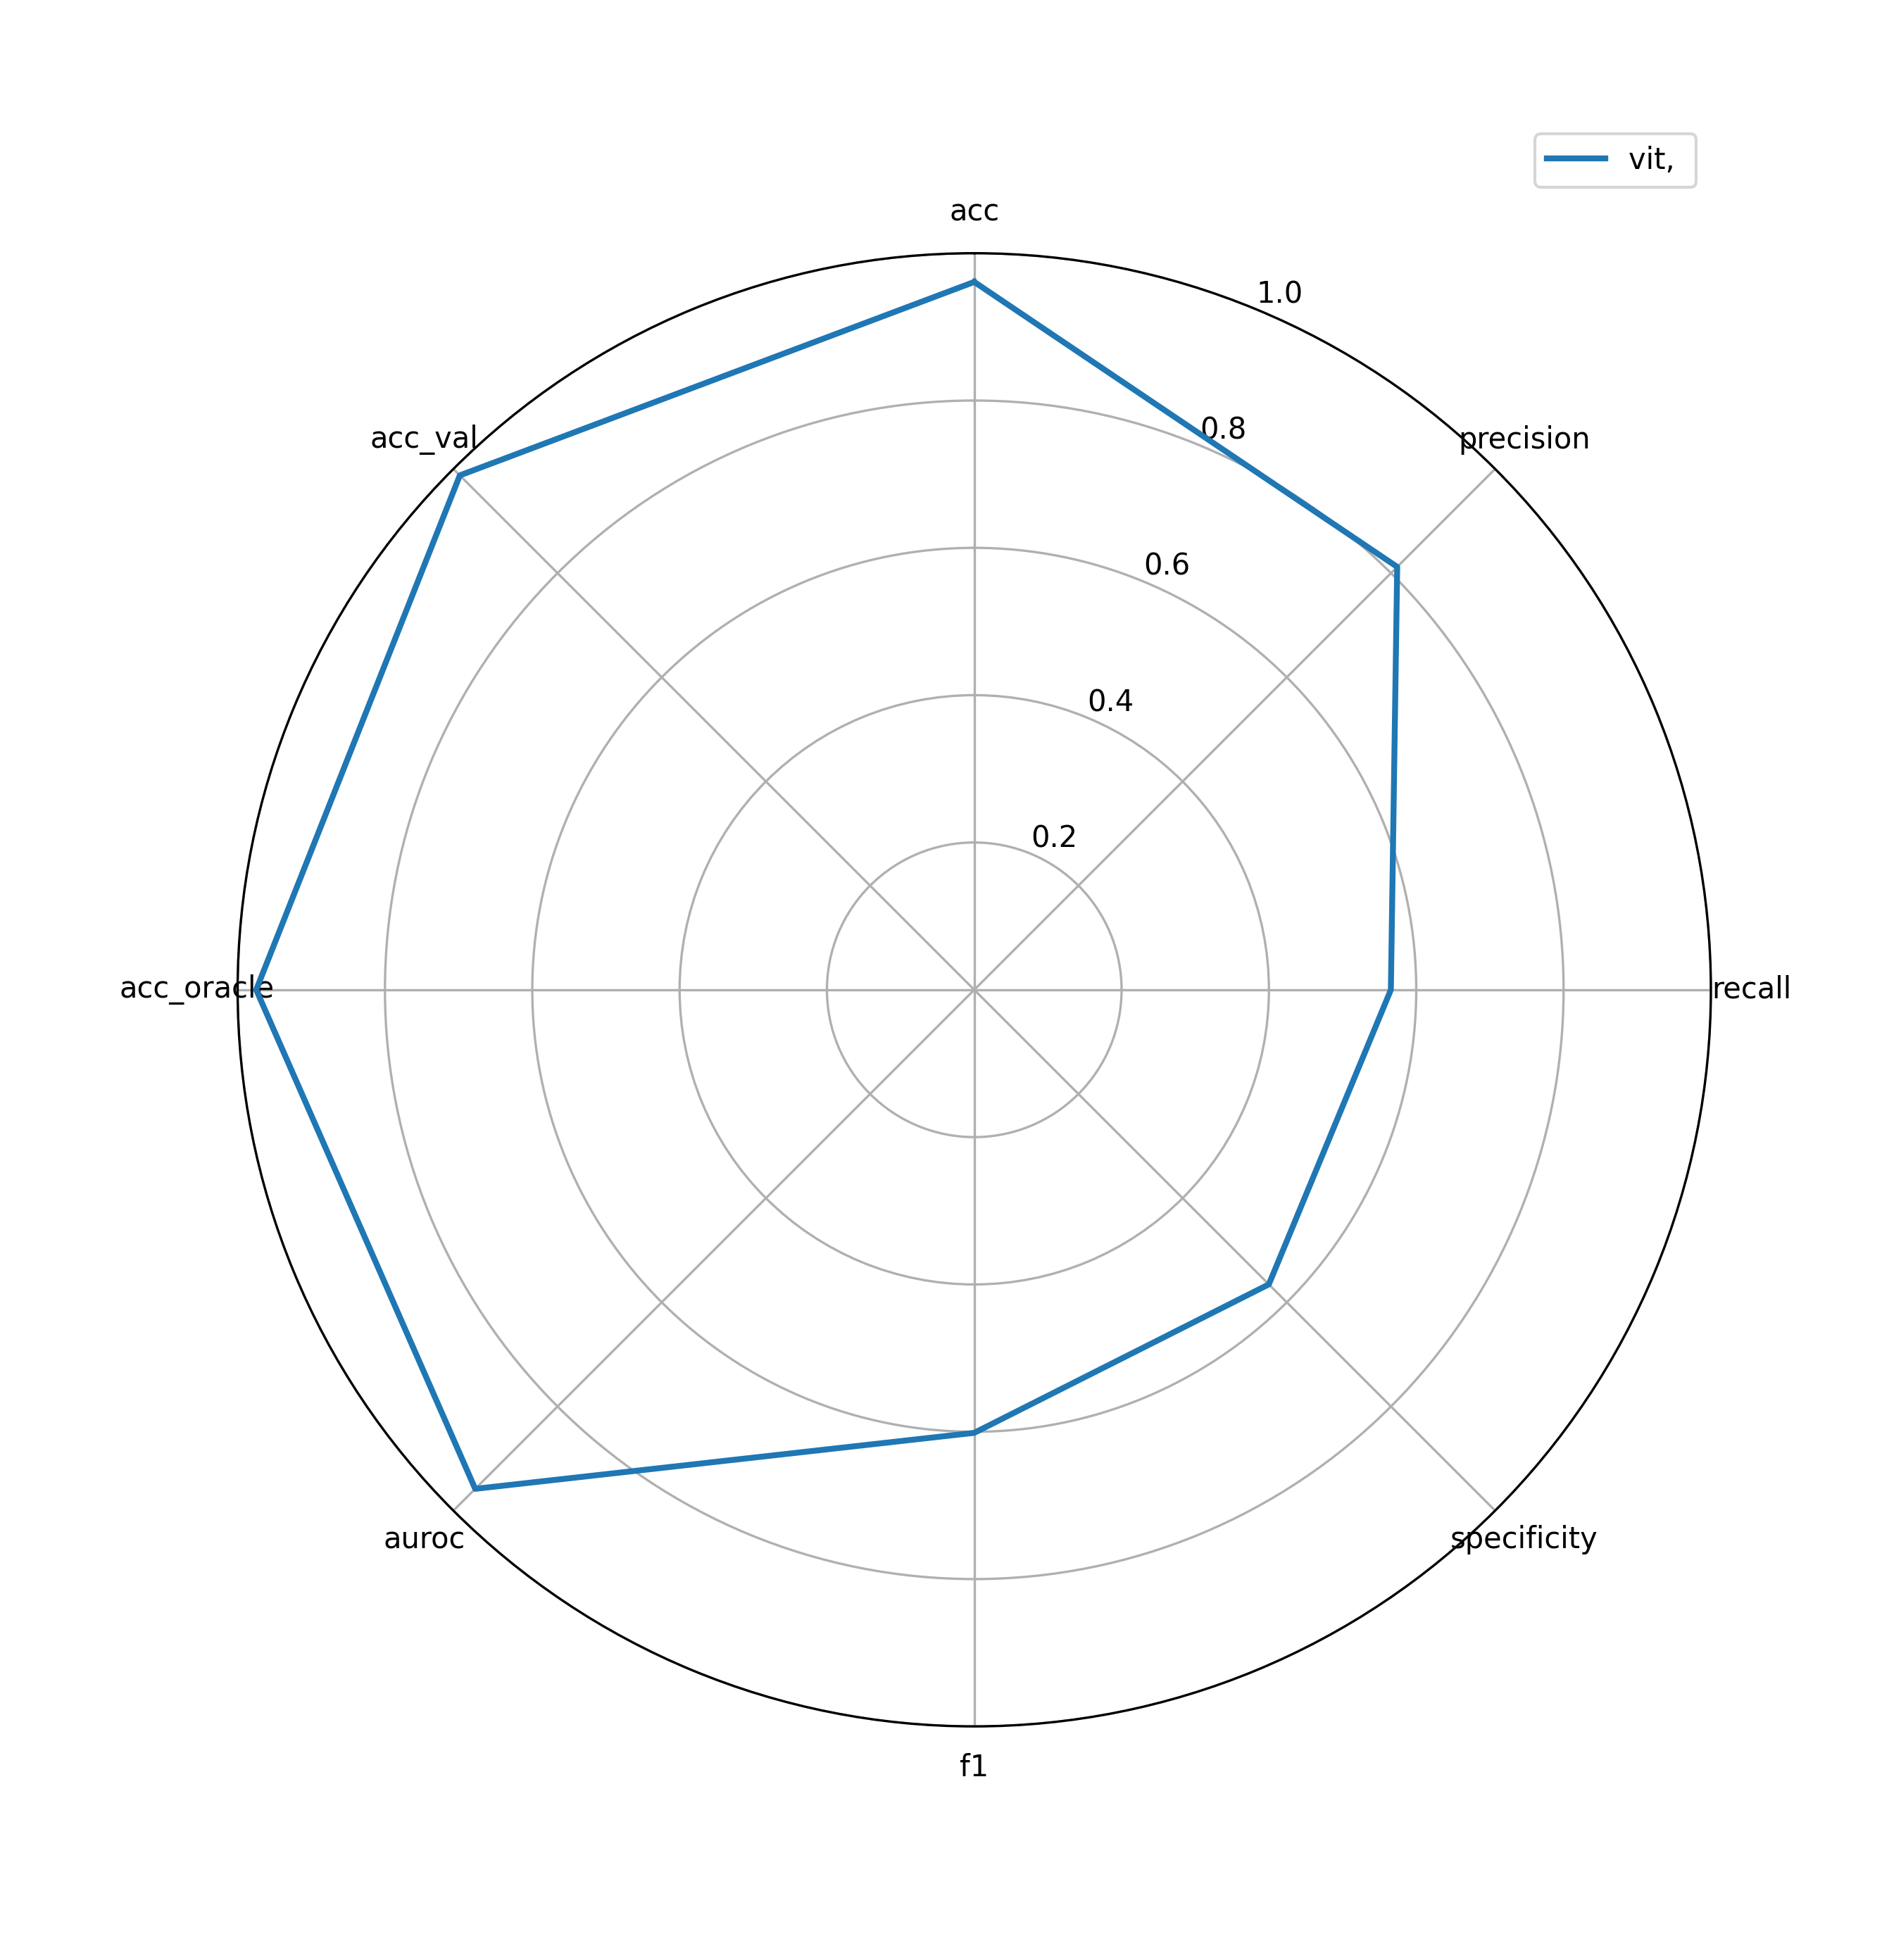 vit,
acc
1.0
0.8
acc_val
precision
0.6
0.4
0.2
acc_oracle
recall
auroc
specificity
f1